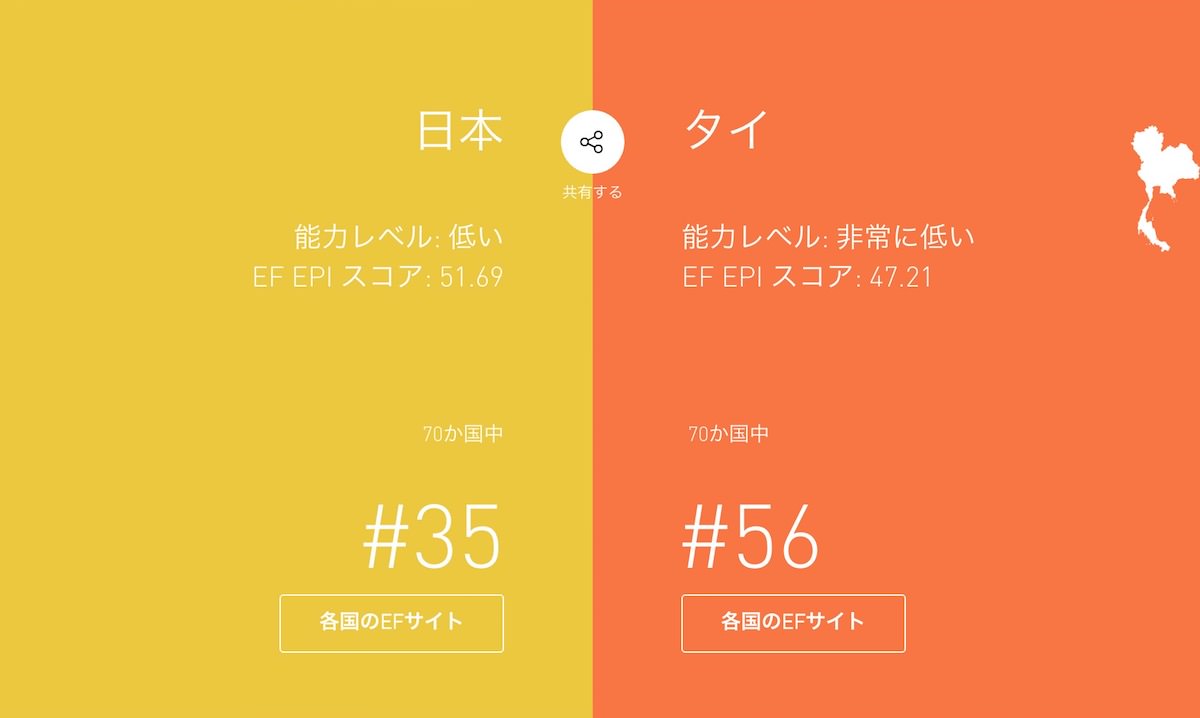 日本
能力レベル: 低い
EF EPI スコア: 51.69
70か国中
#35
各国のEFサイト
共有する
タイ
能力レベル: 非常に低い
EF EPI スコア: 47.21
70か国中
#56
各国のEFサイト